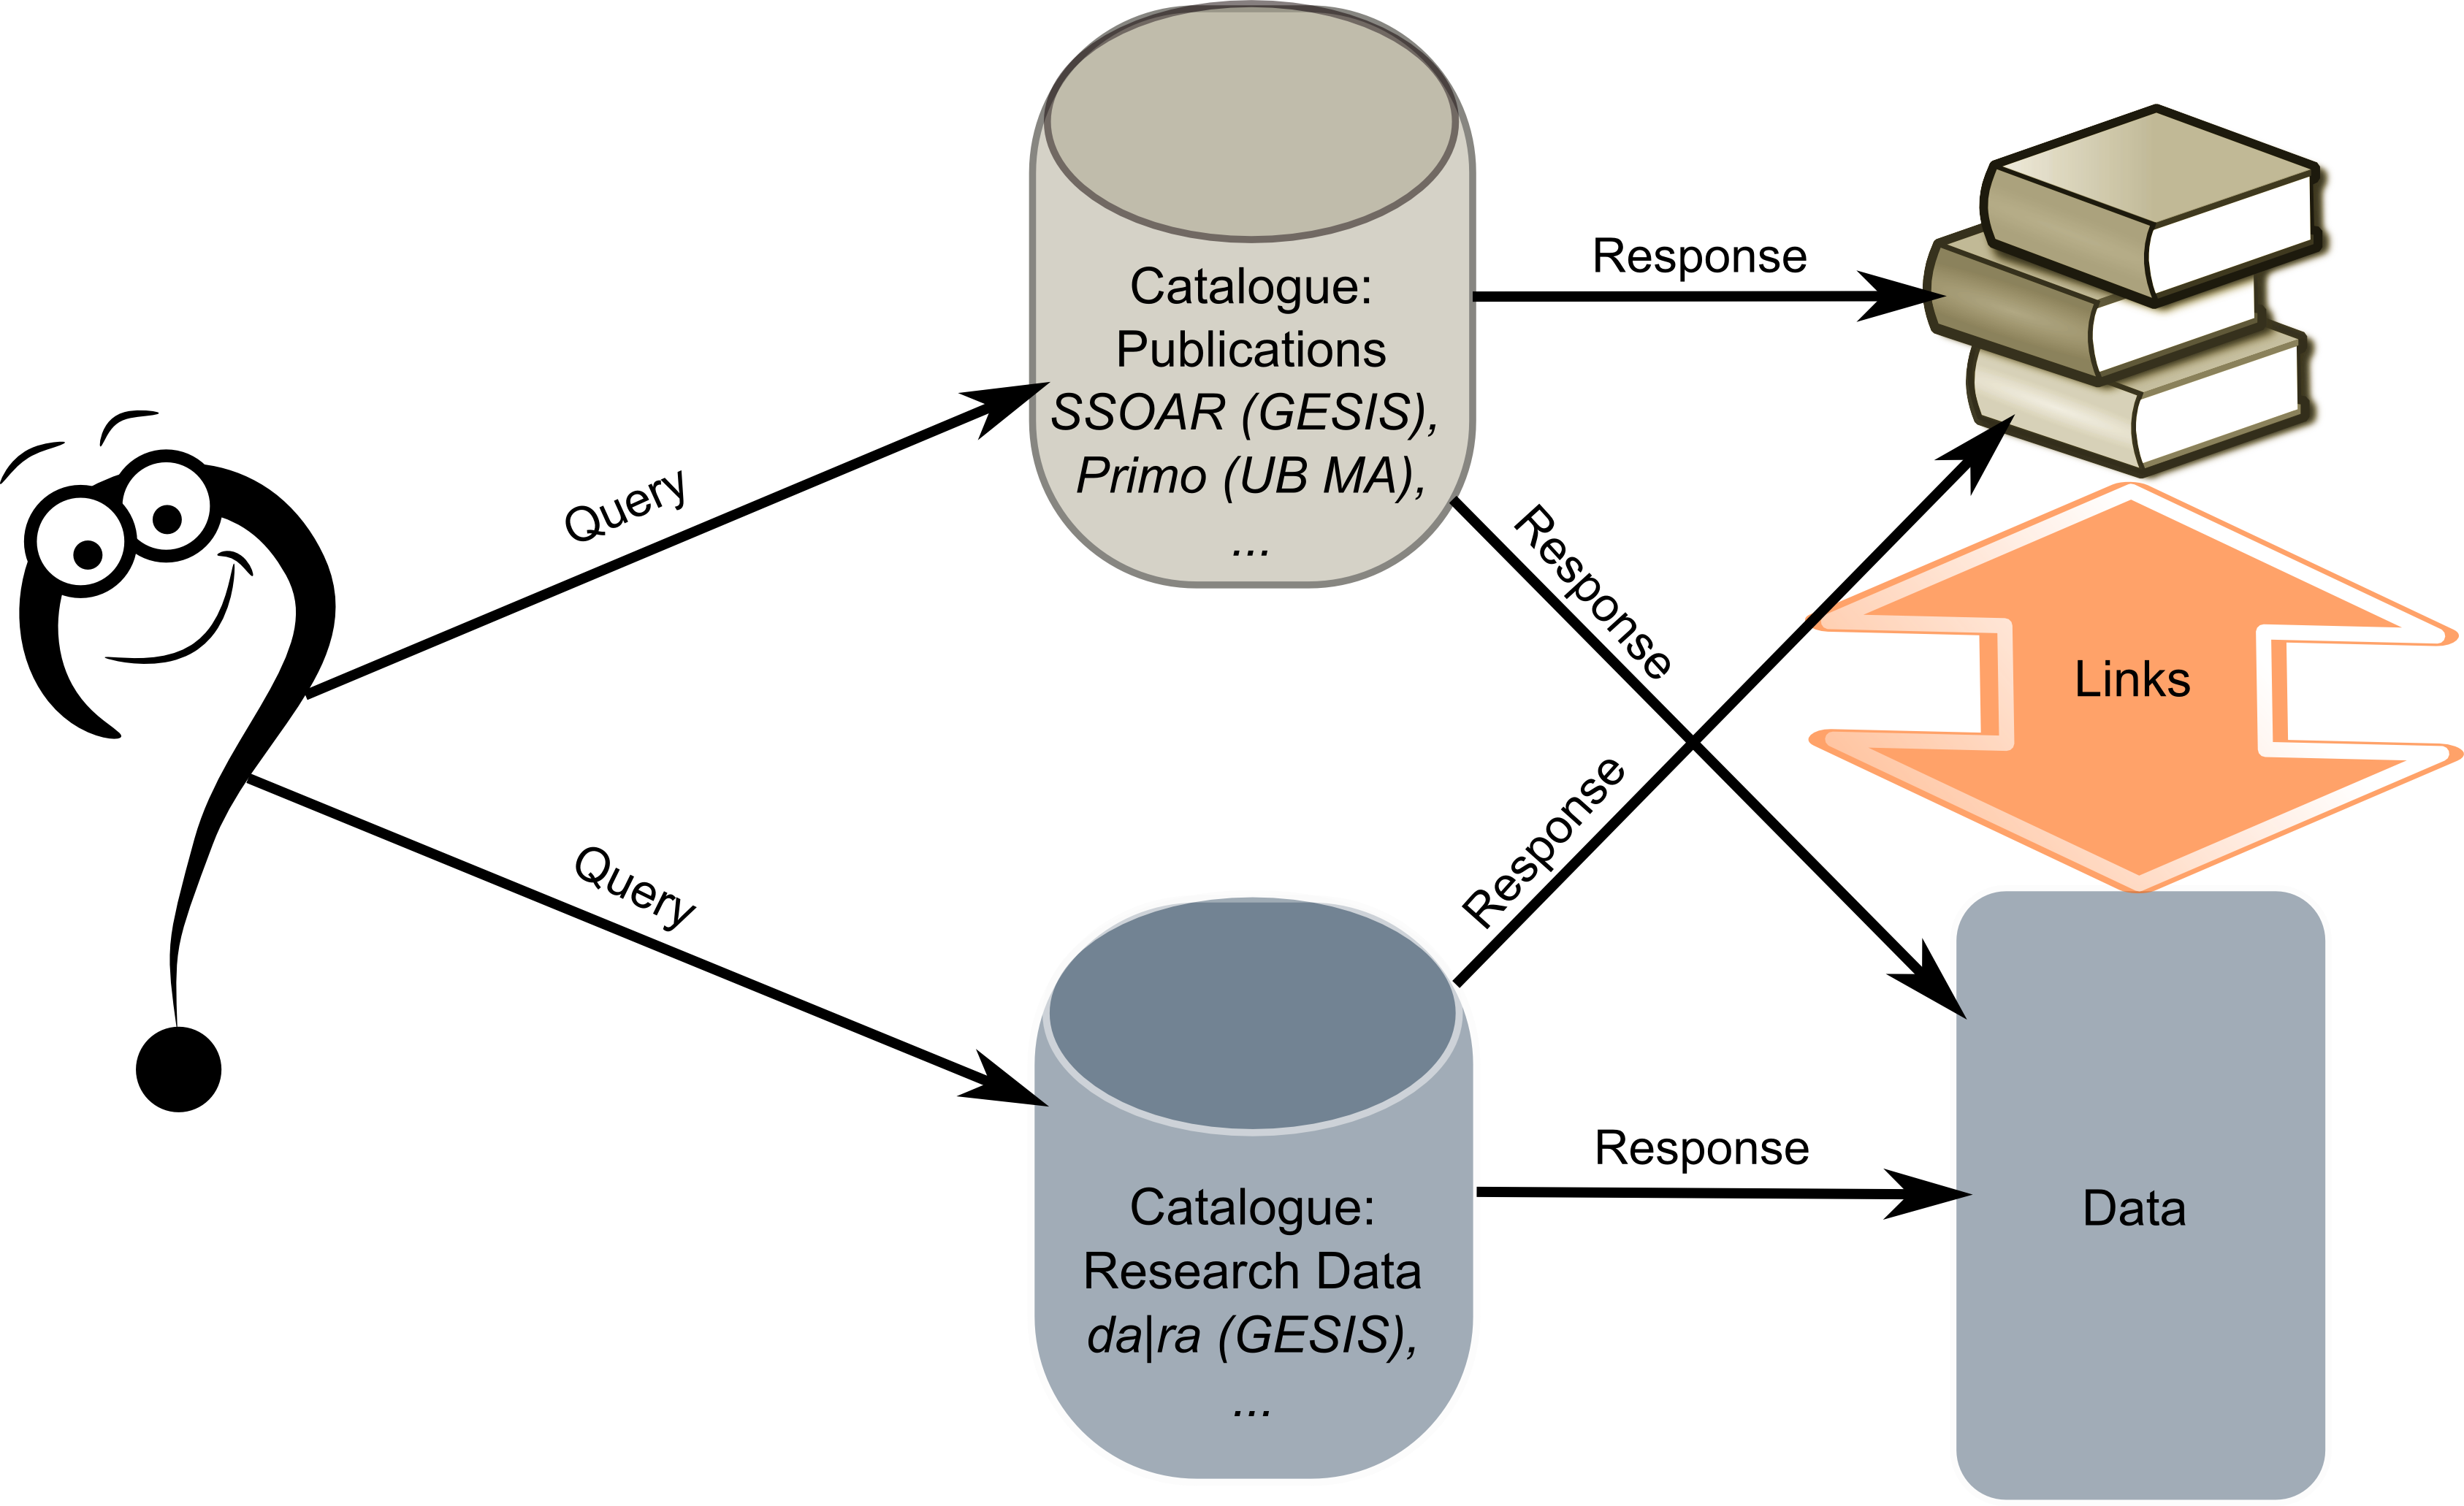 Catalogue:
Publications
SSOAR (GESIS),
Primo (UB MA),
...
Response
Query
Response
Links
Response
Query
Response
Catalogue:
Research Data
da|ra (GESIS),
...
Data